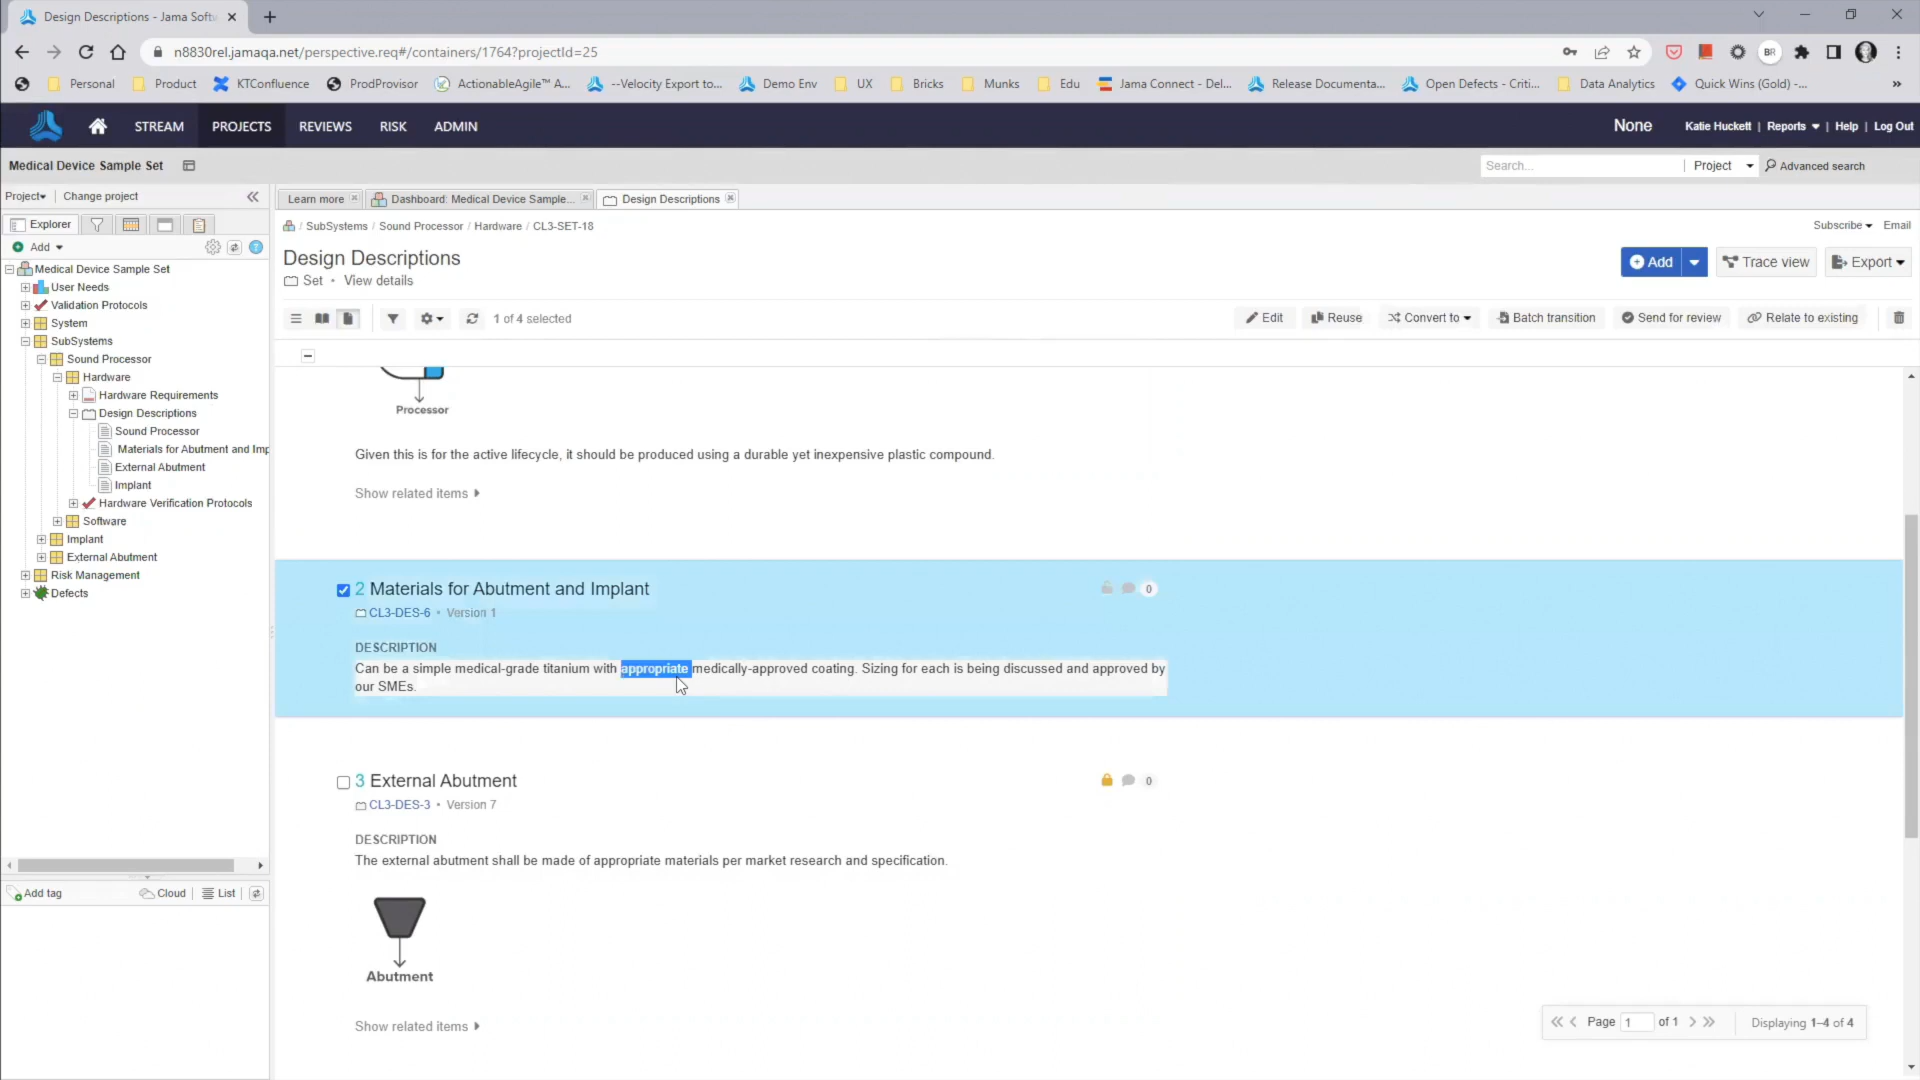 Design Descriptions - Jama Softw
n8830rel.jamaqa.net/perspective.req#/containers/1764?projectId=25
BR
Personal
Product
KTConfluence
ProdProvisor
ActionableAgile™ A...
--Velocity Export to...
Demo Env
UX
Bricks
Munks
Edu
Jama Connect - Del...
Release Documenta...
Open Defects - Criti...
Data Analytics
Quick Wins (Gold) -...
STREAM
PROJECTS
REVIEWS
RISK
ADMIN
None
Katie Huckett | Reports | Help | Log Out
Medical Device Sample Set
Search...
Project
Advanced search
Project
Change project
Learn more
Dashboard: Medical Device Sample...
Design Descriptions
Explorer
/ SubSystems / Sound Processor / Hardware / CL3-SET-18
Subscribe
Email
Add
Design Descriptions
Add
Trace view
Export
Set • View details
1 of 4 selected
Edit
Reuse
Convert to
Batch transition
Send for review
Relate to existing
Medical Device Sample Set
User Needs
Validation Protocols
System
SubSystems
Sound Processor
Hardware
Hardware Requirements
Design Descriptions
Sound Processor
Materials for Abutment and Imp
External Abutment
Implant
Hardware Verification Protocols
Software
Implant
External Abutment
Risk Management
Defects
Add tag
Cloud
List
Processor
Given this is for the active lifecycle, it should be produced using a durable yet inexpensive plastic compound.
Show related items
2 Materials for Abutment and Implant
0
CL3-DES-6 • Version 1
DESCRIPTION
Can be a simple medical-grade titanium with appropriate medically-approved coating. Sizing for each is being discussed and approved by
our SMEs.
3 External Abutment
0
CL3-DES-3 • Version 7
DESCRIPTION
The external abutment shall be made of appropriate materials per market research and specification.
Abutment
Show related items
Page 1 of 1
Displaying 1–4 of 4